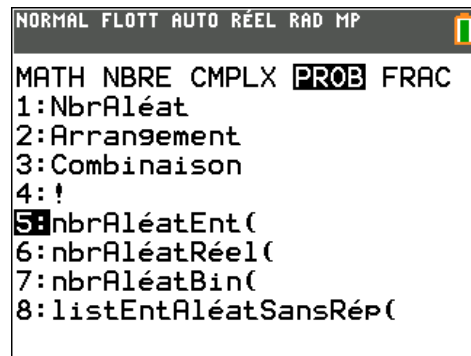 NORMAL FLOTT AUTO RÉEL RAD MP
MATH NBRE CMPLX PROB FRAC
1:NbrAléat
2:Arrangement
3:Combinaison
4:!
5:nbrAléatEnt(
6:nbrAléatRéel(
7:nbrAléatBin(
8:listEntAléatSansRép(